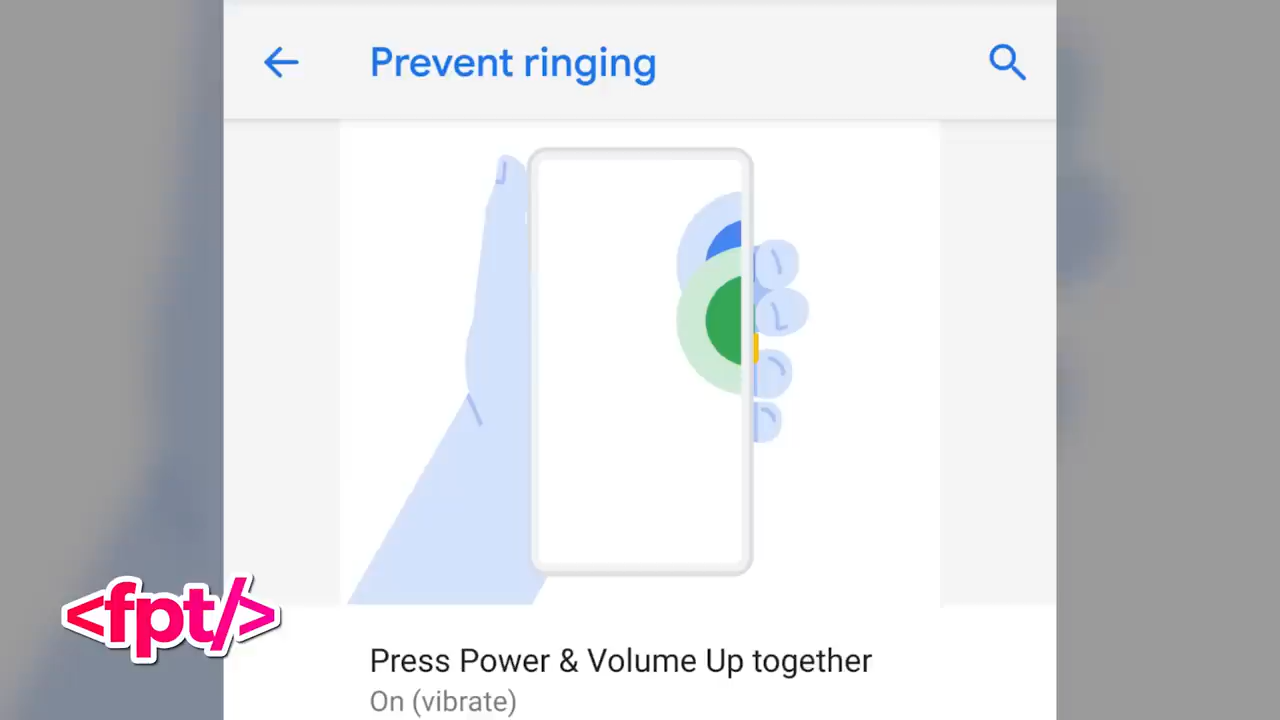 Prevent ringing
<fpt/>
Press Power & Volume Up together
On (vibrate)